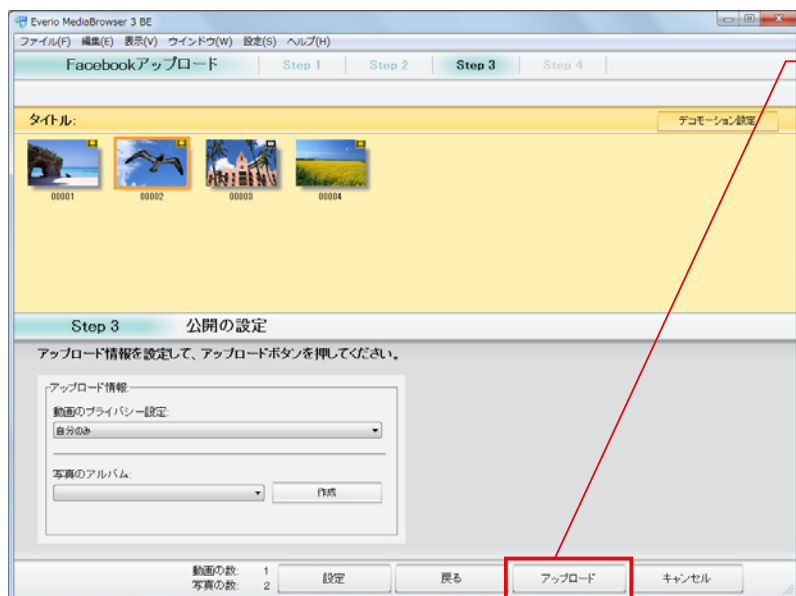 Everio MediaBrowser 3 BE
ファイル(F) 編集(E) 表示(V) ウインドウ(W) 設定(S) ヘルプ(H)
Facebookアップロード Step 1 Step 2 Step 3 Step 4
タイトル: デコモーション設定
00001 00002 00003 00004
Step 3 公開の設定
アップロード情報を設定して、アップロードボタンを押してください。
アップロード情報:
動画のプライバシー設定:
自分のみ
写真のアルバム:
作成
動画の数: 1
写真の数: 2
設定 戻る アップロード キャンセル